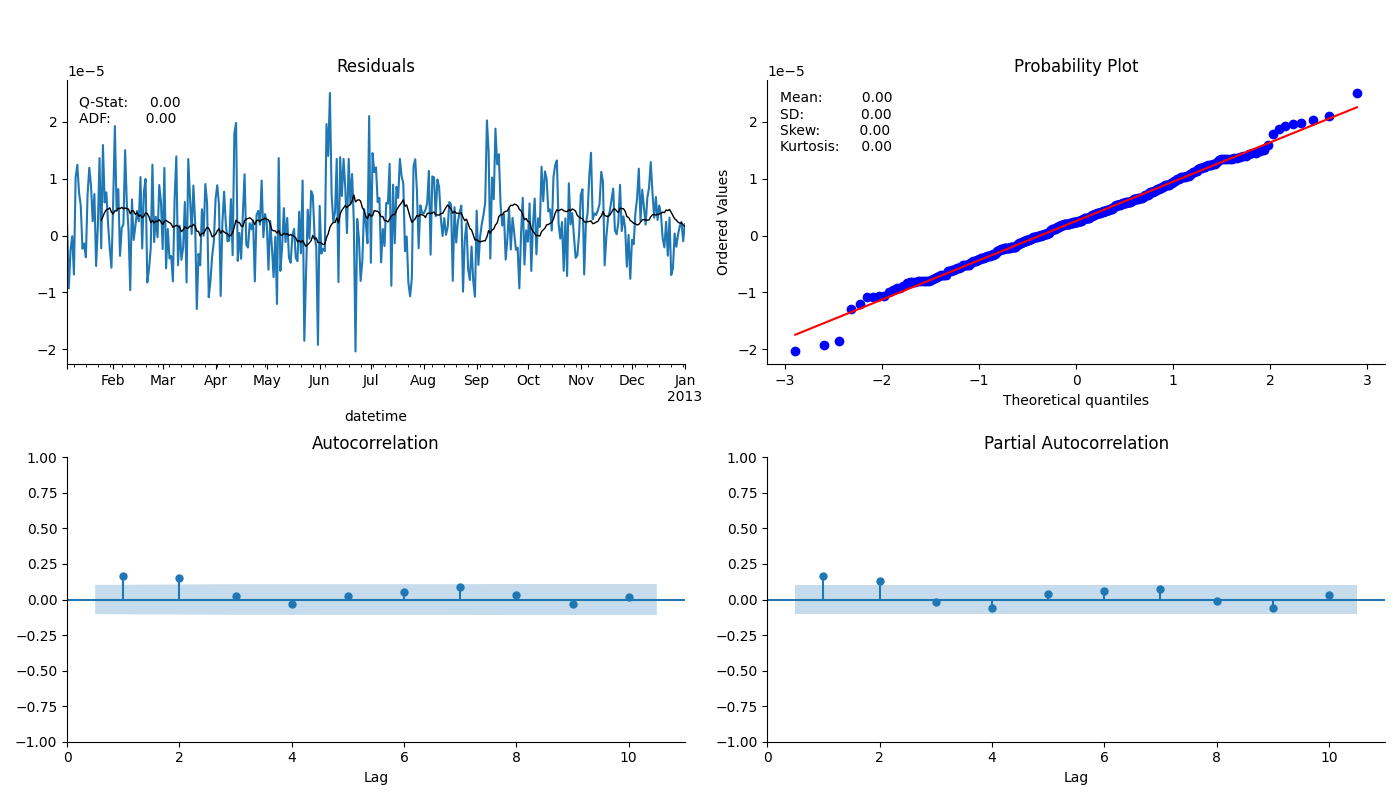 Residuals
1e−5
Q-Stat: 0.00
ADF: 0.00
2
1
0
−1
−2
Feb Mar Apr May Jun Jul Aug Sep Oct Nov Dec Jan
2013
datetime
Probability Plot
1e−5
Mean: 0.00
SD: 0.00
Skew: 0.00
Kurtosis: 0.00
Ordered Values
2
1
0
−1
−2
−3 −2 −1 0 1 2 3
Theoretical quantiles
Autocorrelation
1.00
0.75
0.50
0.25
0.00
−0.25
−0.50
−0.75
−1.00
0 2 4 6 8 10
Lag
Partial Autocorrelation
1.00
0.75
0.50
0.25
0.00
−0.25
−0.50
−0.75
−1.00
0 2 4 6 8 10
Lag